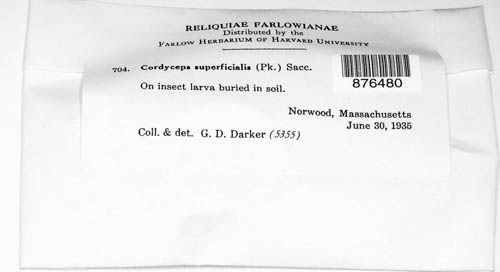 RELIQUIAE FARLOWIANAE
Distributed by the
FARLOW HERBARIUM OF HARVARD UNIVERSITY
704. Cordyceps superficialis (Pk.) Sacc.
876480
On insect larva buried in soil.
Norwood, Massachusetts
June 30, 1935
Coll. & det. G. D. Darker (5355)